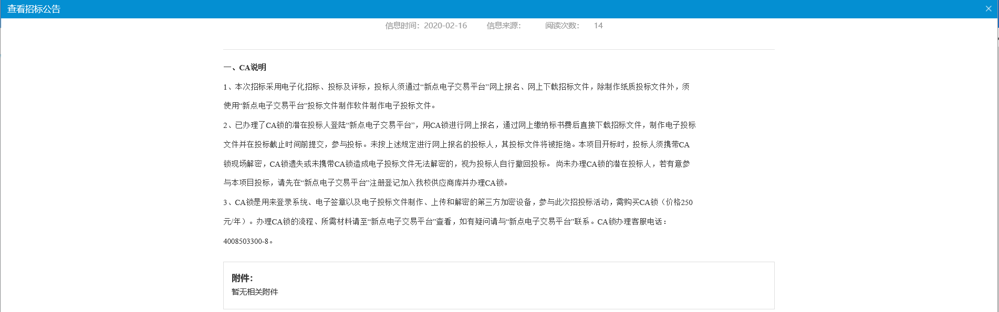 查看招标公告
信息时间：2020-02-16 信息来源： 阅读次数： 14
一、CA说明
1、本次招标采用电子化招标、投标及评标，投标人须通过“新点电子交易平台”网上报名、网上下载招标文件，除制作纸质投标文件外，须
使用“新点电子交易平台”投标文件制作软件制作电子投标文件。
2、已办理了CA锁的潜在投标人登陆“新点电子交易平台”，用CA锁进行网上报名，通过网上缴纳标书费后直接下载招标文件，制作电子投标
文件并在投标截止时间前提交，参与投标。未按上述规定进行网上报名的投标人，其投标文件将被拒绝。本项目开标时，投标人须携带CA
锁现场解密，CA锁遗失或未携带CA锁造成电子投标文件无法解密的，视为投标人自行撤回投标。 尚未办理CA锁的潜在投标人，若有意参
与本项目投标，请先在“新点电子交易平台”注册登记加入我校供应商库并办理CA锁。
3、CA锁是用来登录系统、电子签章以及电子投标文件制作、上传和解密的第三方加密设备，参与此次招投标活动，需购买CA锁（价格250
元/年）。办理CA锁的流程、所需材料请至“新点电子交易平台”查看，如有疑问请与“新点电子交易平台”联系。CA锁办理客服电话：
4008503300-8。
附件：
暂无相关附件